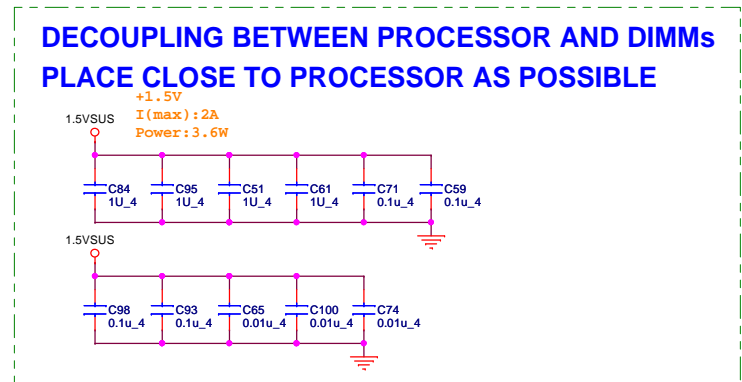 DECOUPLING BETWEEN PROCESSOR AND DIMMs
PLACE CLOSE TO PROCESSOR AS POSSIBLE
+1.5V
1.5VSUS
I(max):2A
Power:3.6W
C84
1U_4
C95
1U_4
C51
1U_4
C61
1U_4
C71
0.1u_4
C59
0.1u_4
1.5VSUS
C98
0.1u_4
C93
0.1u_4
C65
0.01u_4
C100
0.01u_4
C74
0.01u_4